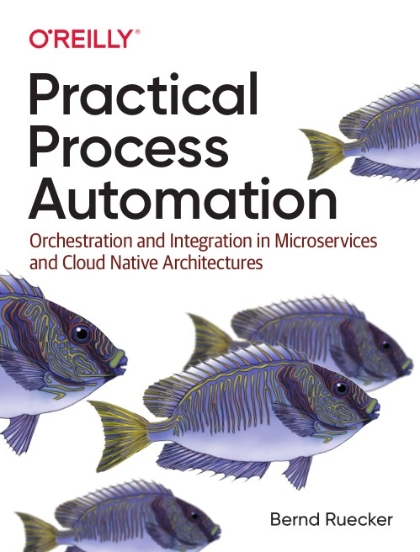 O'REILLY®
Practical
Process
Automation
Orchestration and Integration in Microservices
and Cloud Native Architectures
Bernd Ruecker